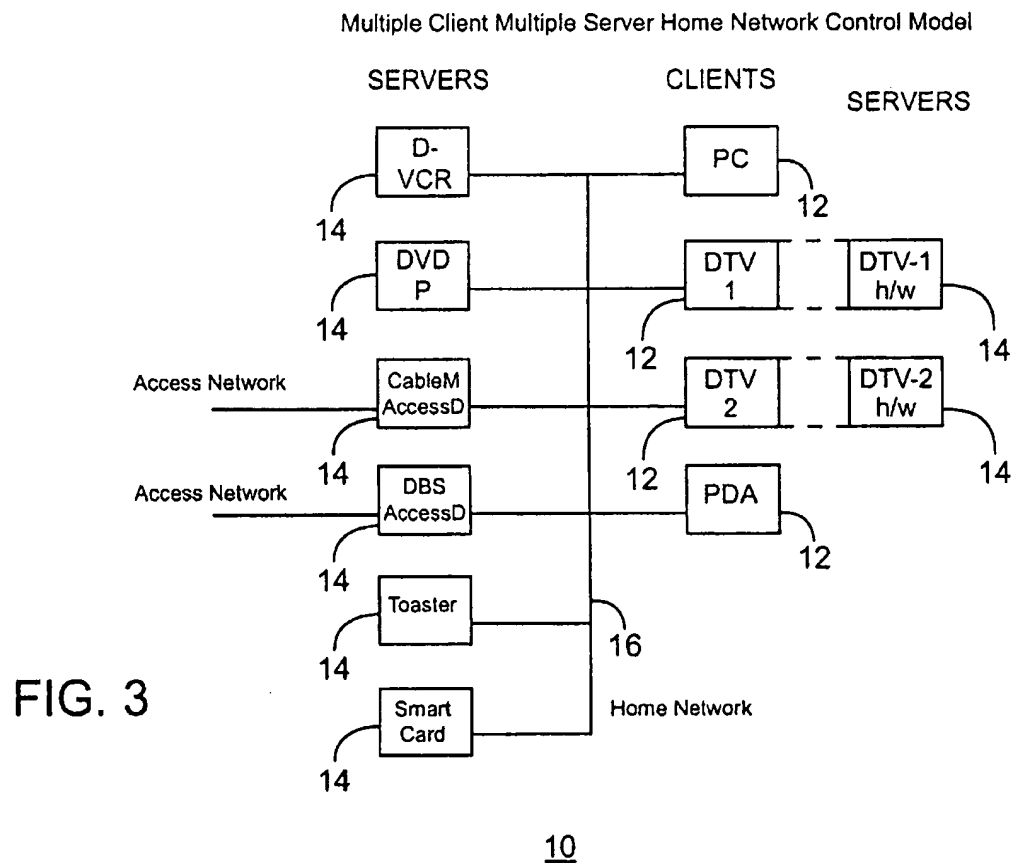 Multiple Client Multiple Server Home Network Control Model
SERVERS
CLIENTS
SERVERS
D-
VCR
14
PC
12
DVD
P
14
DTV
1
12
DTV-1
h/w
14
Access Network
CableM
AccessD
14
DTV
2
12
DTV-2
h/w
14
Access Network
DBS
AccessD
14
PDA
12
Toaster
14
16
FIG. 3
Smart
Card
14
Home Network
10